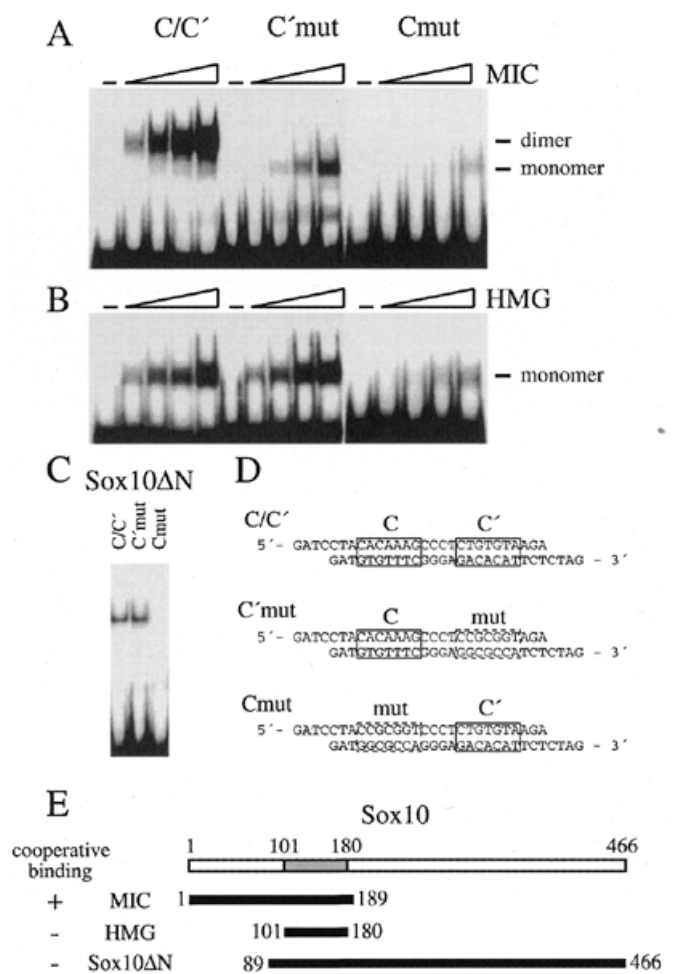 A
C/C´ C´mut Cmut
– – – MIC
– dimer
– monomer
B
– – – HMG
– monomer
C
Sox10ΔN
C/C´ C´mut Cmut
D
C/C´ C C´
5´- GATCCTACACAAAGCCCTCTGTGTAAGA
GATGTGTTTCGGGAGACACATTCTCTAG - 3´
C´mut C mut
5´- GATCCTACACAAAGCCCTCCGCGGTAGA
GATGTGTTTCGGGAGGCGCCATCTCTAG - 3´
Cmut mut C´
5´- GATCCTACCGCGGTCCCTCTGTGTAAGA
GATGGCGCCAGGGAGACACATTCTCTAG - 3´
E
Sox10
cooperative
binding
1 101 180 466
+ MIC 1 189
- HMG 101 180
- Sox10ΔN 89 466